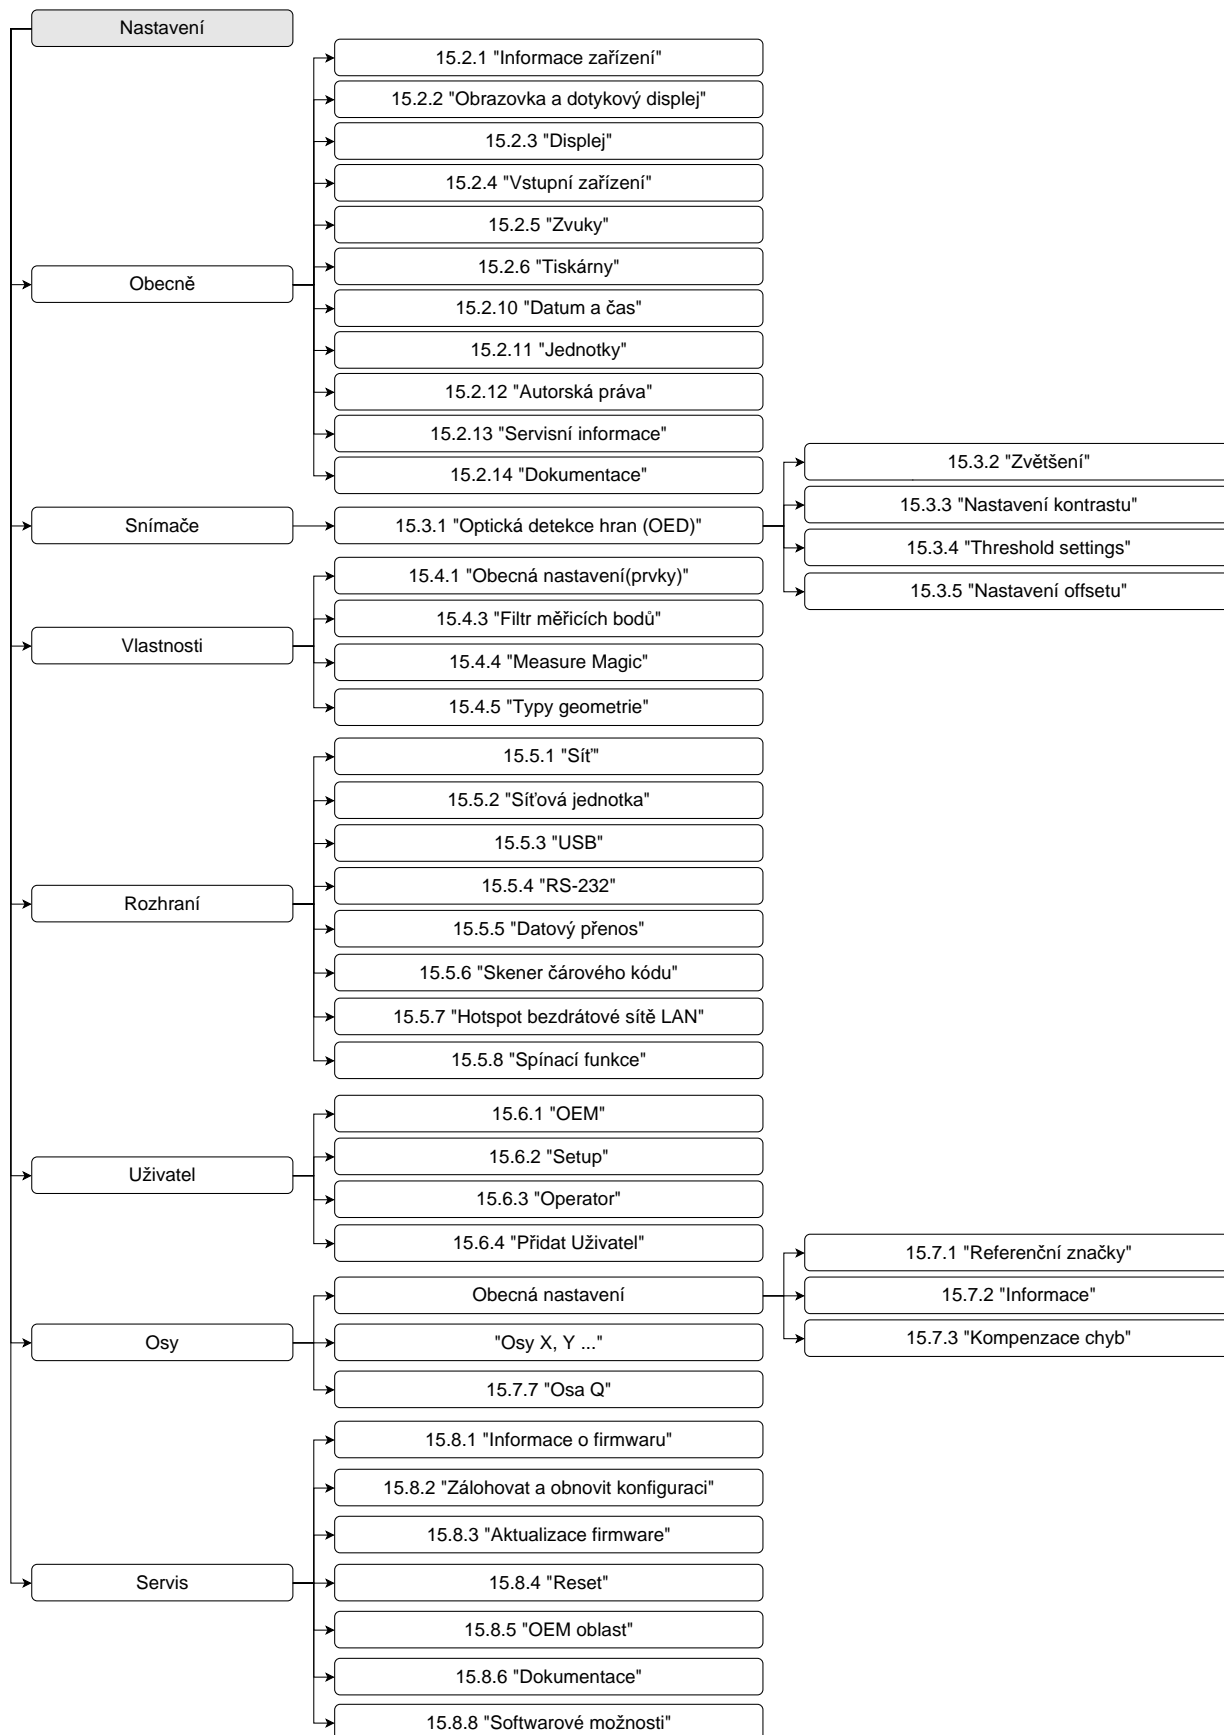 Nastavení
15.2.1 "Informace zařízení"
15.2.2 "Obrazovka a dotykový displej"
15.2.3 "Displej"
15.2.4 "Vstupní zařízení"
15.2.5 "Zvuky"
15.2.6 "Tiskárny"
Obecně
15.2.10 "Datum a čas"
15.2.11 "Jednotky"
15.2.12 "Autorská práva"
15.2.13 "Servisní informace"
15.2.14 "Dokumentace"
Snímače
15.3.1 "Optická detekce hran (OED)"
15.3.2 "Zvětšení"
15.3.3 "Nastavení kontrastu"
15.3.4 "Threshold settings"
15.3.5 "Nastavení offsetu"
15.4.1 "Obecná nastavení(prvky)"
15.4.3 "Filtr měřicích bodů"
Vlastnosti
15.4.4 "Measure Magic"
15.4.5 "Typy geometrie"
15.5.1 "Síť"
15.5.2 "Síťová jednotka"
15.5.3 "USB"
15.5.4 "RS-232"
Rozhraní
15.5.5 "Datový přenos"
15.5.6 "Skener čárového kódu"
15.5.7 "Hotspot bezdrátové sítě LAN"
15.5.8 "Spínací funkce"
15.6.1 "OEM"
15.6.2 "Setup"
Uživatel
15.6.3 "Operator"
15.6.4 "Přidat Uživatel"
Obecná nastavení
15.7.1 "Referenční značky"
15.7.2 "Informace"
15.7.3 "Kompenzace chyb"
Osy
"Osy X, Y ..."
15.7.7 "Osa Q"
15.8.1 "Informace o firmwaru"
15.8.2 "Zálohovat a obnovit konfiguraci"
15.8.3 "Aktualizace firmware"
Servis
15.8.4 "Reset"
15.8.5 "OEM oblast"
15.8.6 "Dokumentace"
15.8.8 "Softwarové možnosti"